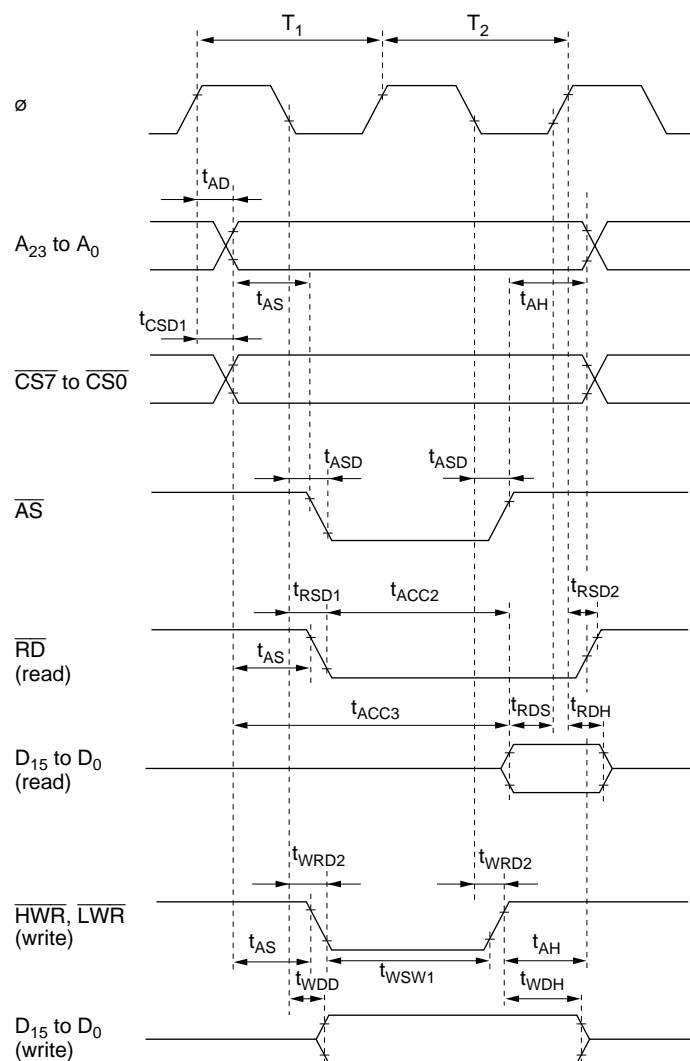 T1 T2
ø
tAD
A23 to A0
tAS tAH
tCSD1
CS7 to CS0
tASD tASD
AS
tRSD1 tACC2 tRSD2
RD
(read)
tAS
tACC3 tRDS tRDH
D15 to D0
(read)
tWRD2 tWRD2
HWR, LWR
(write)
tAS tWSW1 tAH
tWDD tWDH
D15 to D0
(write)